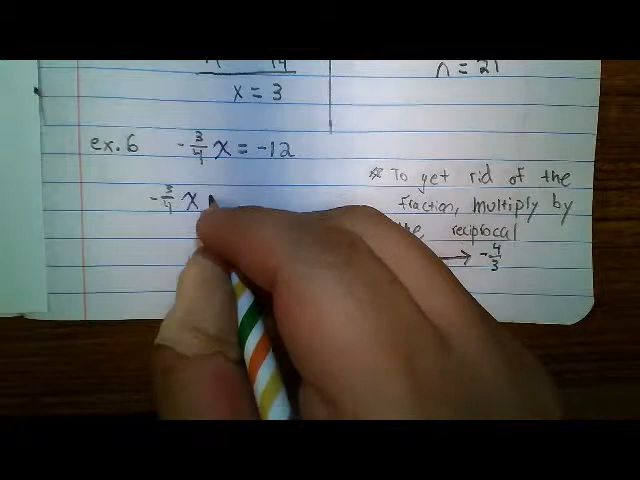 x = 3
n = 21
ex. 6 -3/4 x = -12
-3/4 x
* To get rid of the
fraction, multiply by
the reciprocal
→ -4/3